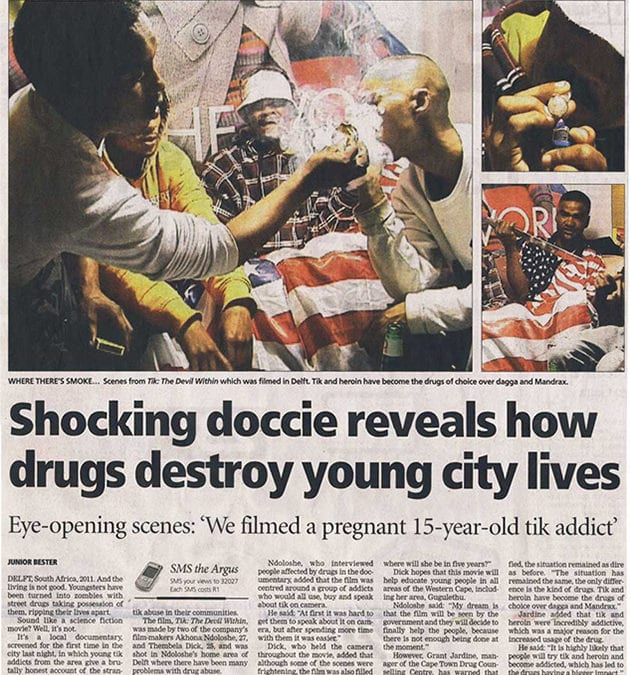 WHERE THERE'S SMOKE... Scenes from Tik: The Devil Within which was filmed in Delft. Tik and heroin have become the drugs of choice over dagga and Mandrax.
Shocking doccie reveals how
drugs destroy young city lives
Eye-opening scenes: 'We filmed a pregnant 15-year-old tik addict'
JUNIOR BESTER
DELFT, South Africa, 2011. And the
living is not good. Youngsters have
been turned into zombies with
street drugs taking possession of
them, ripping their lives apart.
Sound like a science fiction
movie? Well, it's not.
It's a local documentary,
screened for the first time in the
city last night, in which young tik
addicts from the area give a bru-
tally honest account of the stran-
SMS the Argus
SMS your views to 32027
Each SMS costs R1
tik abuse in their communities.
The film, Tik: The Devil Within,
was made by two of the company's
film-makers Akhona Ndoloshe, 27,
and Thembela Dick, 25, and was
shot in Ndoloshe's home area of
Delft where there have been many
problems with drug abuse.
Ndoloshe, who interviewed
people affected by drugs in the doc-
umentary, added that the film was
centred around a group of addicts
who would all use, buy and speak
about tik on camera.
He said: "At first it was hard to
get them to speak about it on cam-
era, but after spending more time
with them it was easier."
Dick, who held the camera
throughout the movie, added that
although some of the scenes were
frightening, the film was also filled
where will she be in five years?"
Dick hopes that this movie will
help educate young people in all
areas of the Western Cape, includ-
ing her area, Gugulethu.
Ndoloshe said: "My dream is
that the film will be seen by the
government and they will decide to
finally help the people, because
there is not enough being done at
the moment."
However, Grant Jardine, man-
ager of the Cape Town Drug Coun-
selling Centre, has warned that
fied, the situation remained as dire
as before. "The situation has
remained the same, the only differ-
ence is the kind of drugs. Tik and
heroin have become the drugs of
choice over dagga and Mandrax."
Jardine added that tik and
heroin were incredibly addictive,
which was a major reason for the
increased usage of the drug.
He said: "It is highly likely that
people will try tik and heroin and
become addicted, which has led to
the drugs having a bigger impact